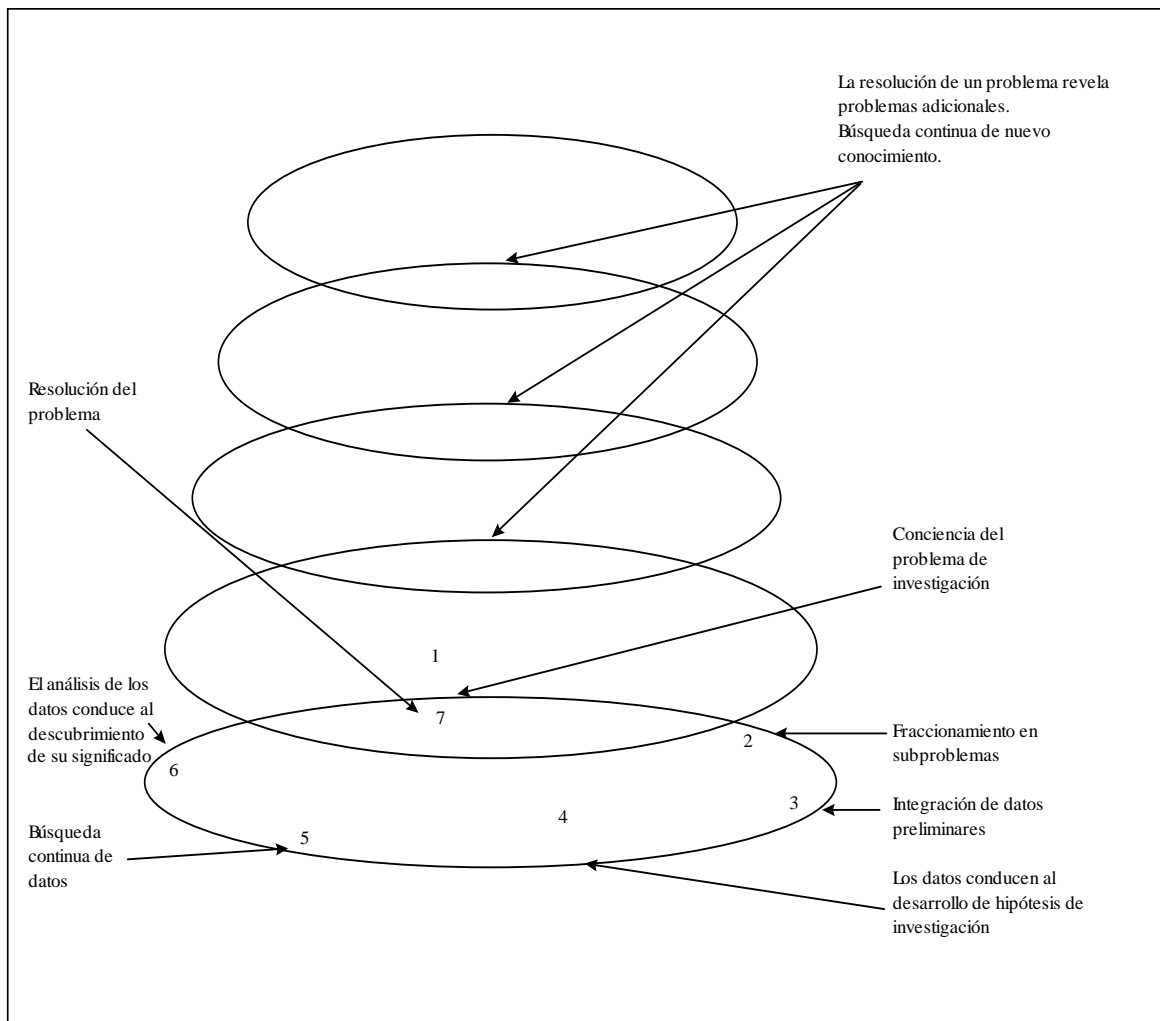 La resolución de un problema revela
problemas adicionales.
Búsqueda continua de nuevo
conocimiento.
Resolución del
problema
Conciencia del
problema de
investigación
1
El análisis de los
datos conduce al
descubrimiento
de su significado
7
2
Fraccionamiento en
subproblemas
6
3
Integración de datos
preliminares
4
5
Búsqueda
continua de
datos
Los datos conducen al
desarrollo de hipótesis de
investigación